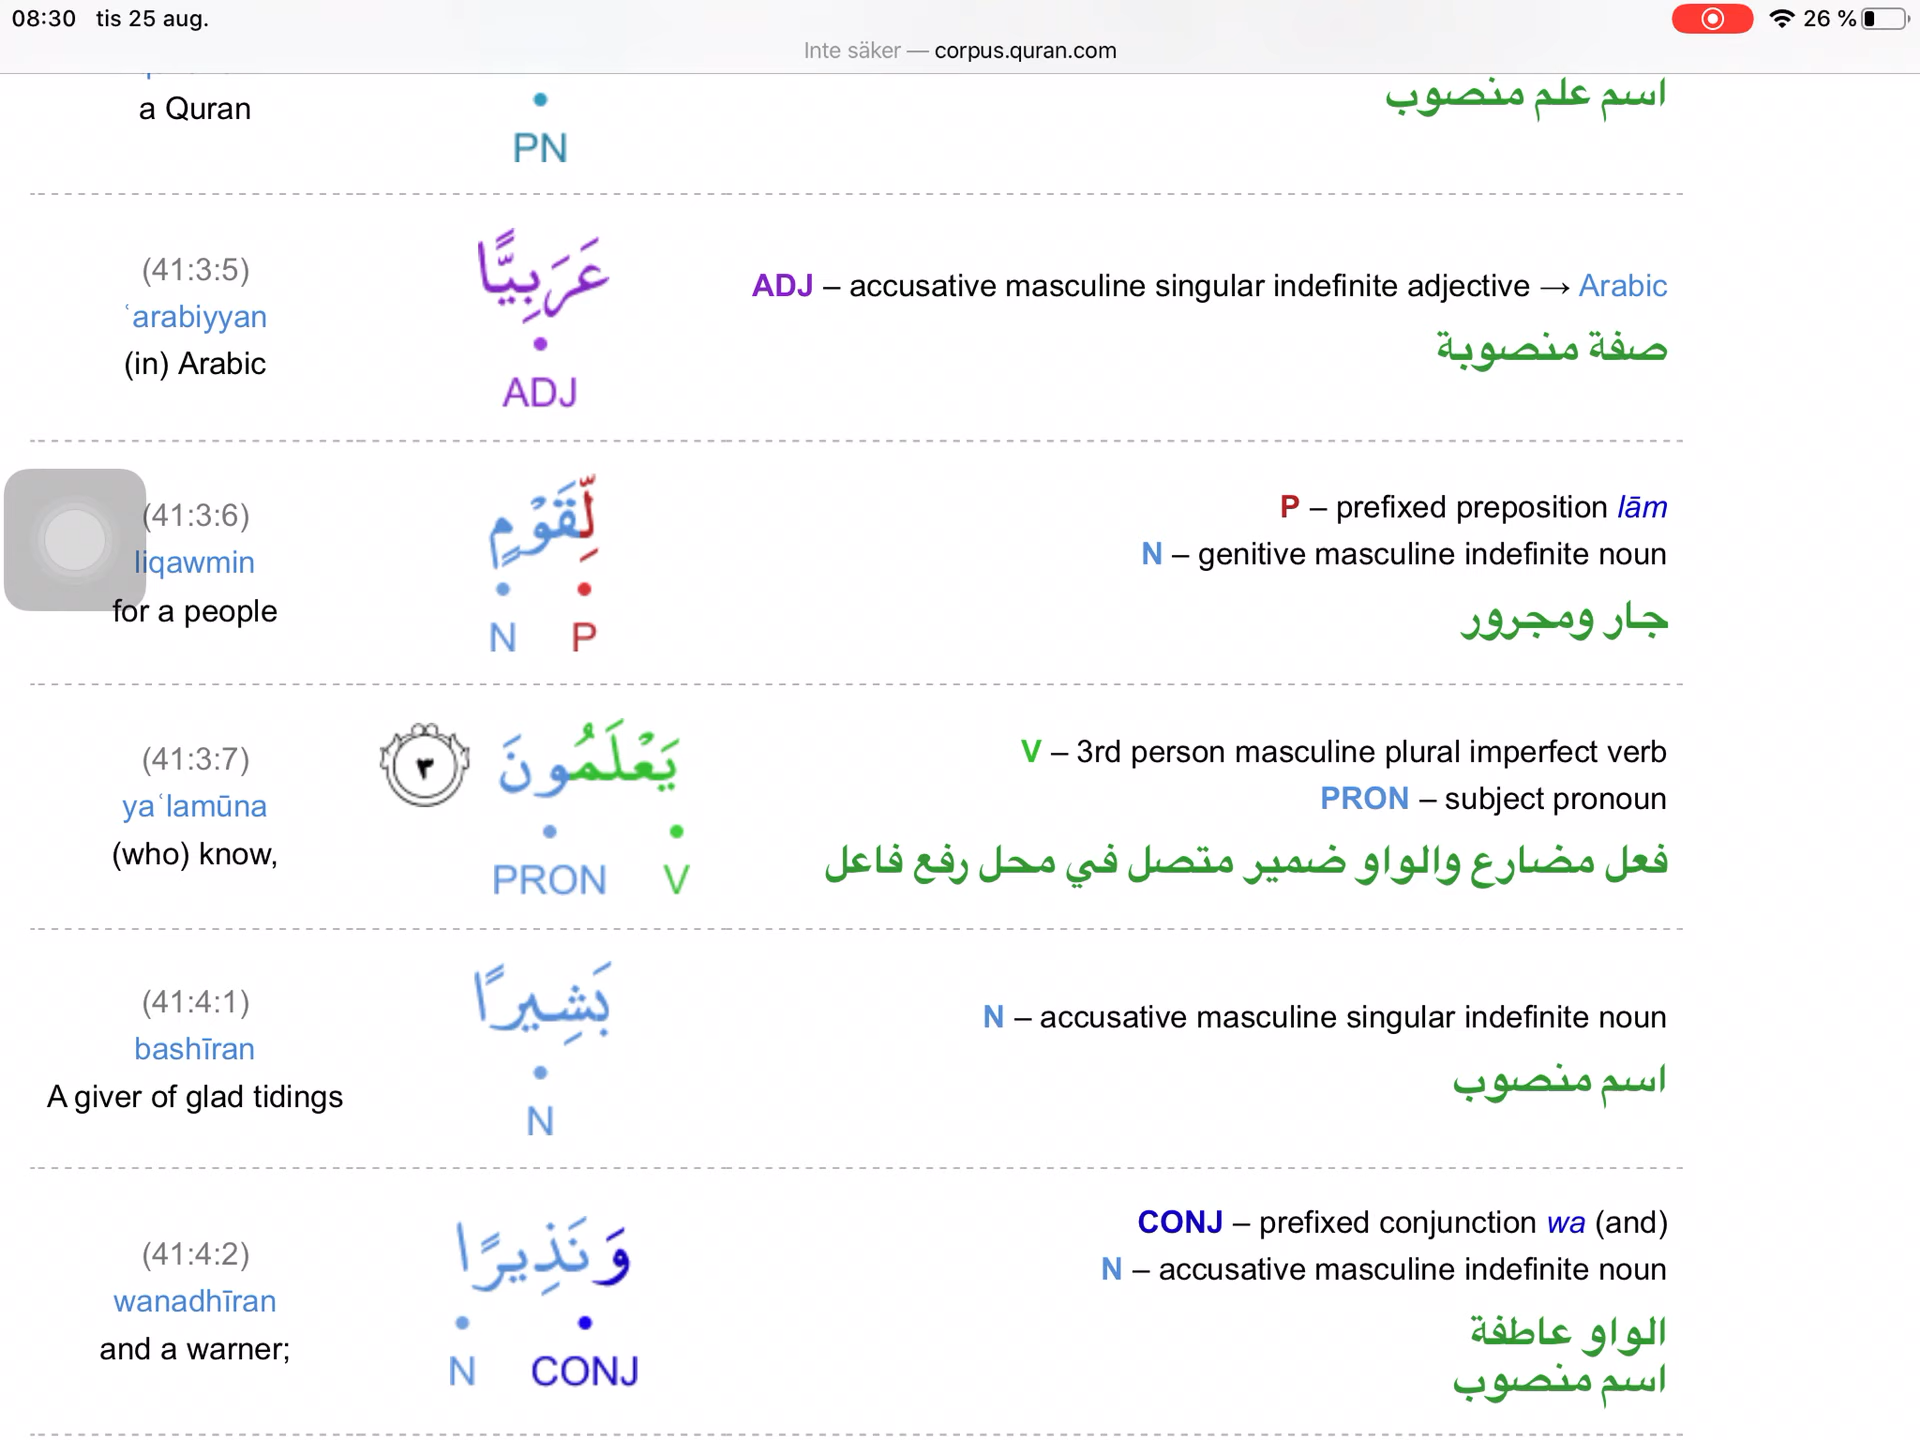 08:30 tis 25 aug.
26 %
Inte säker — corpus.quran.com
a Quran
PN
اسم علم منصوب
(41:3:5)
ʿarabiyyan
(in) Arabic
عَرَبِيًّا
ADJ
ADJ – accusative masculine singular indefinite adjective → Arabic
صفة منصوبة
(41:3:6)
liqawmin
for a people
لِّقَوْمٍ
N P
P – prefixed preposition lām
N – genitive masculine indefinite noun
جار ومجرور
(41:3:7)
yaʿlamūna
(who) know,
يَعْلَمُونَ ٣
PRON V
V – 3rd person masculine plural imperfect verb
PRON – subject pronoun
فعل مضارع والواو ضمير متصل في محل رفع فاعل
(41:4:1)
bashīran
A giver of glad tidings
بَشِيرًا
N
N – accusative masculine singular indefinite noun
اسم منصوب
(41:4:2)
wanadhīran
and a warner;
وَنَذِيرًا
N CONJ
CONJ – prefixed conjunction wa (and)
N – accusative masculine indefinite noun
الواو عاطفة
اسم منصوب